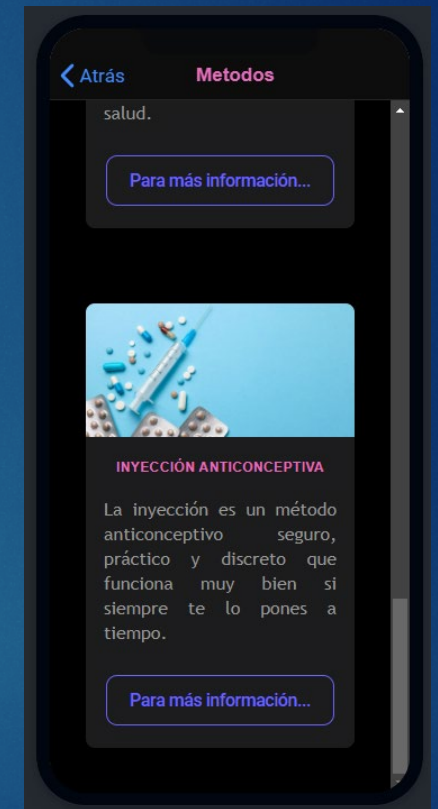 Atrás
Metodos
salud.
Para más información...
INYECCIÓN ANTICONCEPTIVA
La inyección es un método
anticonceptivo seguro,
práctico y discreto que
funciona muy bien si
siempre te lo pones a
tiempo.
Para más información...